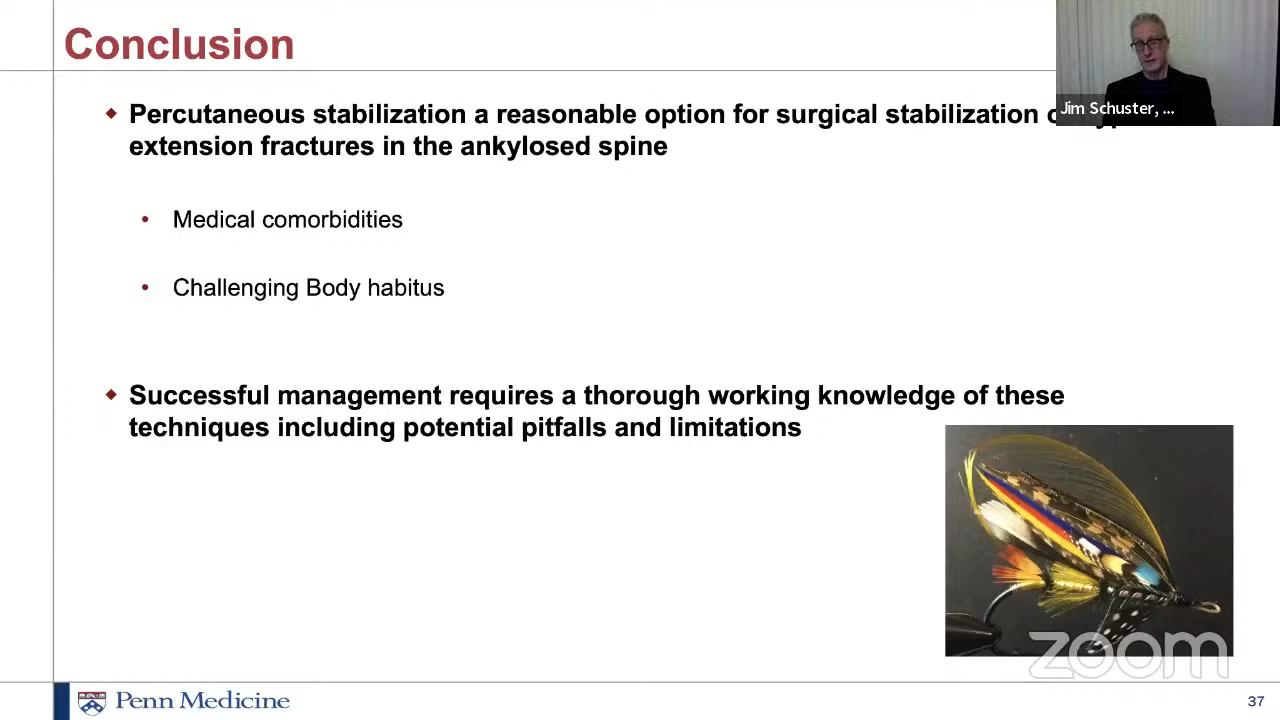 Conclusion
Jim Schuster, ...
Percutaneous stabilization a reasonable option for surgical stabilization
extension fractures in the ankylosed spine
Medical comorbidities
Challenging Body habitus
Successful management requires a thorough working knowledge of these
techniques including potential pitfalls and limitations
zoom
Penn Medicine
37